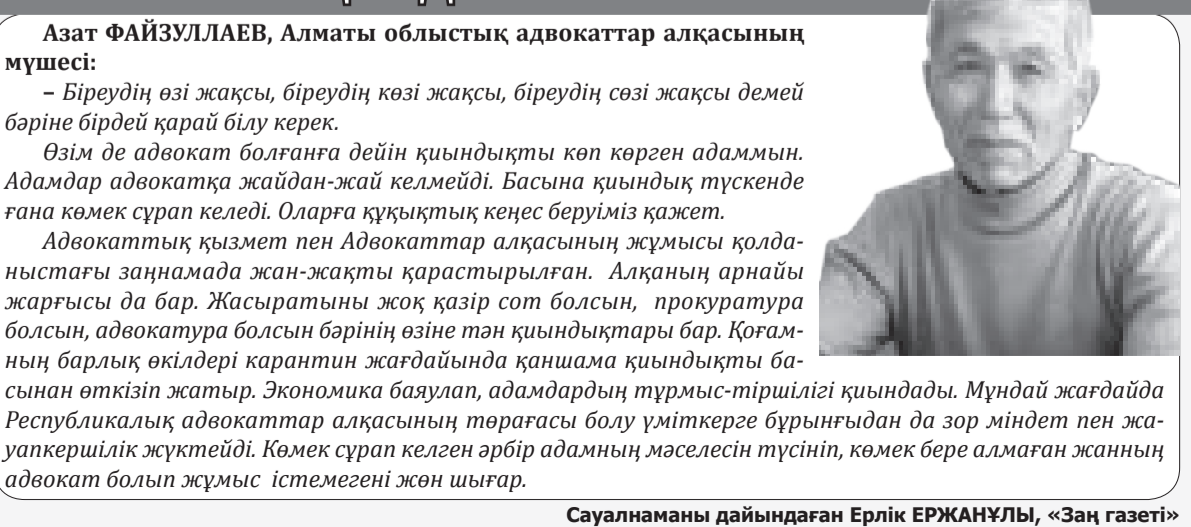 Азат ФАЙЗУЛЛАЕВ, Алматы облыстық адвокаттар алқасының
мүшесі:
– Біреудің өзі жақсы, біреудің көзі жақсы, біреудің сөзі жақсы демей
бәріне бірдей қарай білу керек.
Өзім де адвокат болғанға дейін қиындықты көп көрген адаммын.
Адамдар адвокатқа жайдан-жай келмейді. Басына қиындық түскенде
ғана көмек сұрап келеді. Оларға құқықтық кеңес беруіміз қажет.
Адвокаттық қызмет пен Адвокаттар алқасының жұмысы қолда-
ныстағы заңнамада жан-жақты қарастырылған. Алқаның арнайы
жарғысы да бар. Жасыратыны жоқ қазір сот болсын, прокуратура
болсын, адвокатура болсын бәрінің өзіне тән қиындықтары бар. Қоғам-
ның барлық өкілдері карантин жағдайында қаншама қиындықты ба-
сынан өткізіп жатыр. Экономика баяулап, адамдардың тұрмыс-тіршілігі қиындады. Мұндай жағдайда
Республикалық адвокаттар алқасының төрағасы болу үміткерге бұрынғыдан да зор міндет пен жа-
уапкершілік жүктейді. Көмек сұрап келген әрбір адамның мәселесін түсініп, көмек бере алмаған жанның
адвокат болып жұмыс істемегені жөн шығар.
Сауалнаманы дайындаған Ерлік ЕРЖАНҰЛЫ, «Заң газеті»